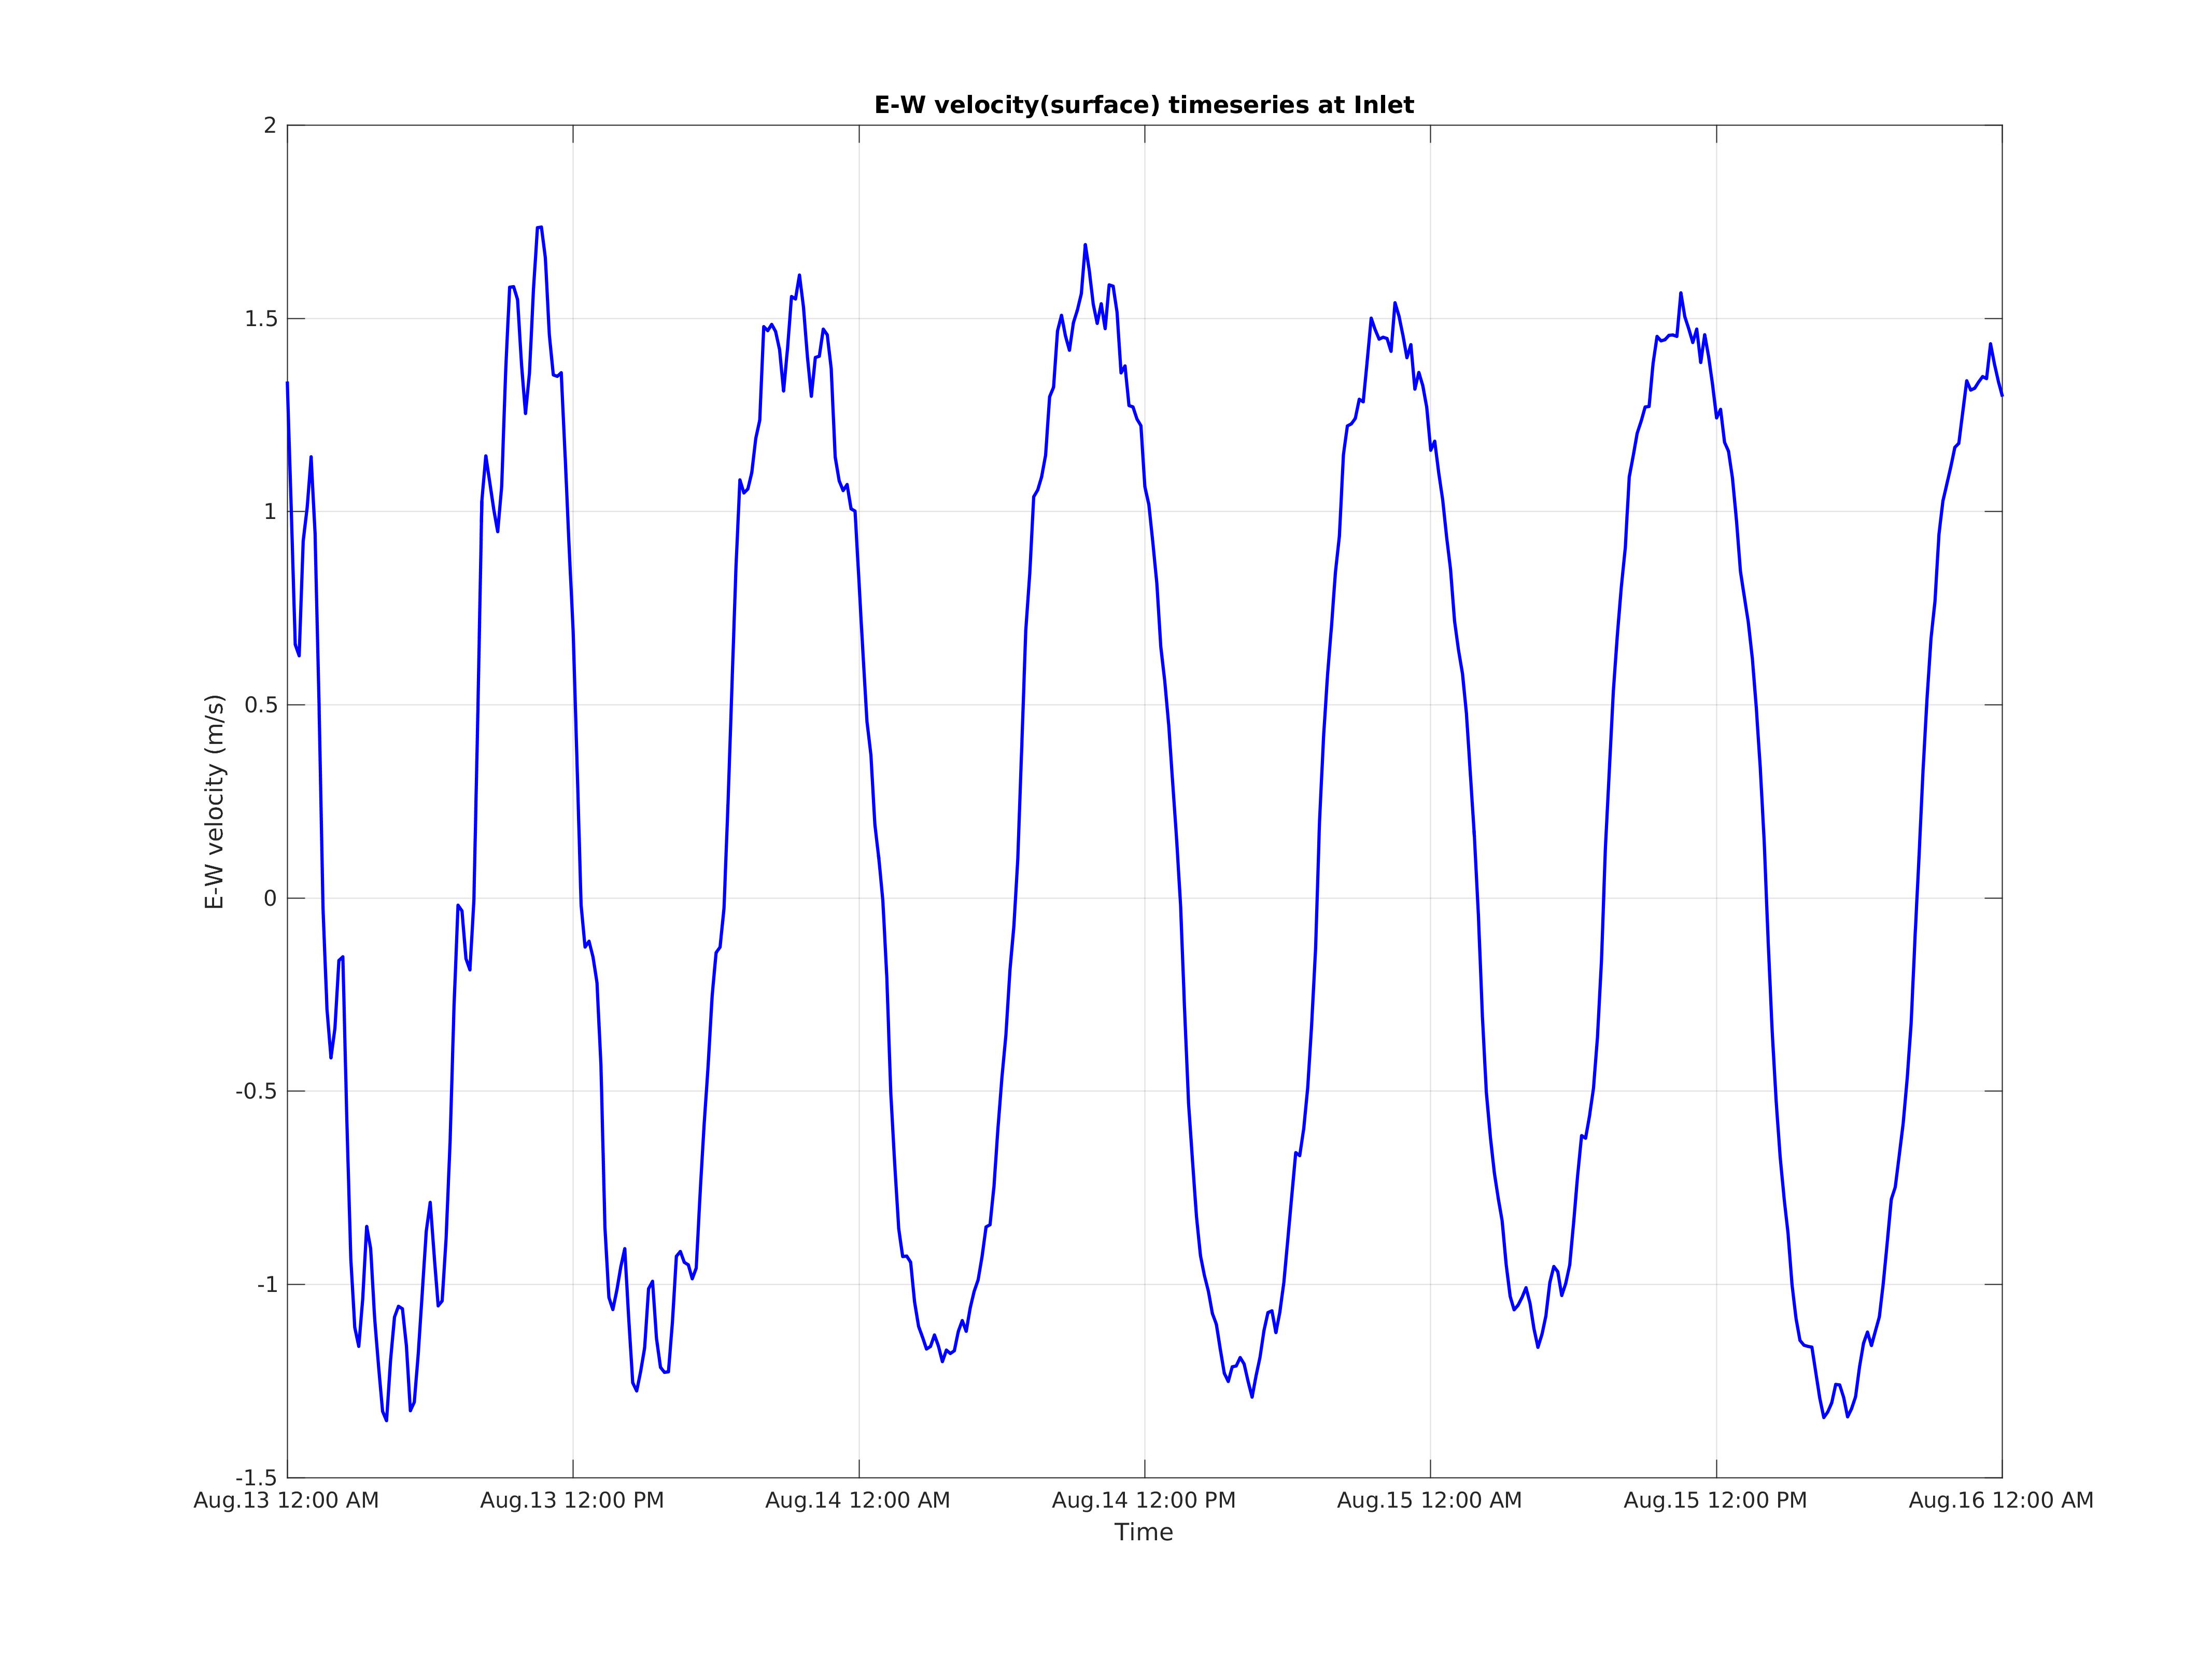 E-W velocity(surface) timeseries at Inlet
E-W velocity (m/s)
2
1.5
1
0.5
0
-0.5
-1
-1.5
Aug.13 12:00 AM
Aug.13 12:00 PM
Aug.14 12:00 AM
Aug.14 12:00 PM
Aug.15 12:00 AM
Aug.15 12:00 PM
Aug.16 12:00 AM
Time